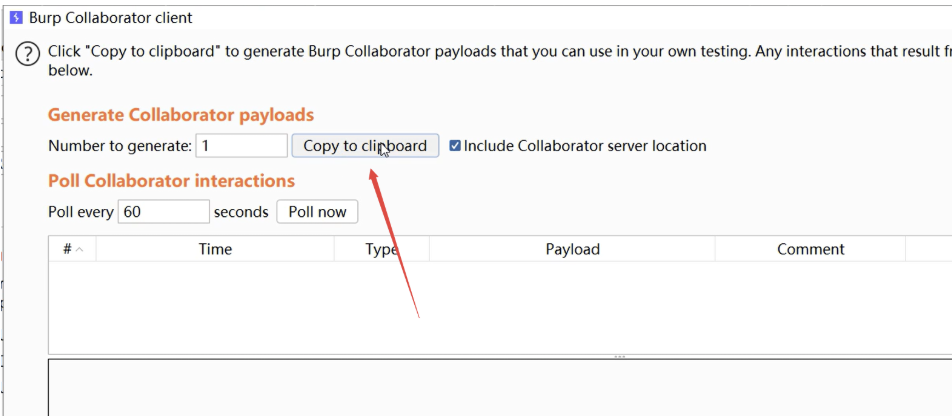 Burp Collaborator client
Click "Copy to clipboard" to generate Burp Collaborator payloads that you can use in your own testing. Any interactions that result
below.
Generate Collaborator payloads
Number to generate: 1 Copy to clipboard Include Collaborator server location
Poll Collaborator interactions
Poll every 60 seconds Poll now
# Time Type Payload Comment